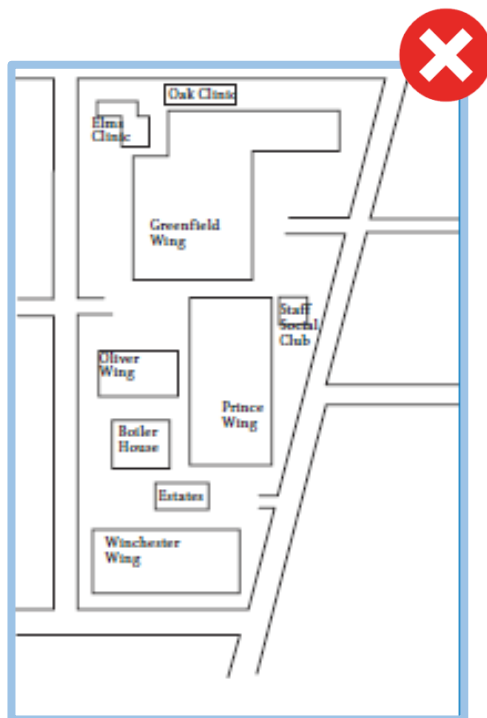 Oak Clinic
Elms
Clinic
Greenfield
Wing
Staff
Social
Club
Oliver
Wing
Prince
Wing
Boiler
House
Estates
Winchester
Wing